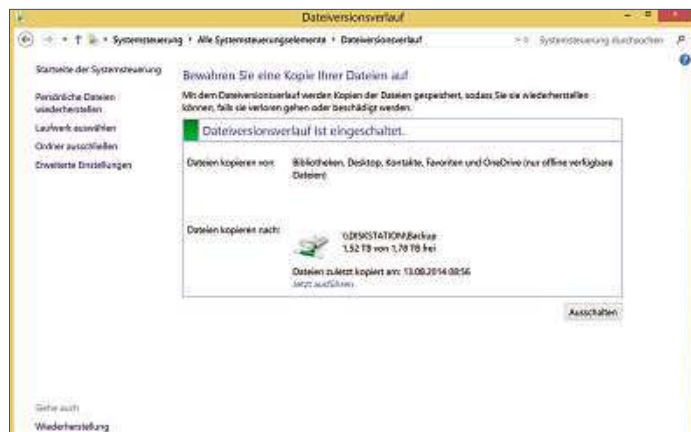 Dateiversionsverlauf
Systemsteuerung › Alle Systemsteuerungselemente › Dateiversionsverlauf
Systemsteuerung durchsuchen
Startseite der Systemsteuerung
Persönliche Dateien
wiederherstellen
Laufwerk auswählen
Ordner ausschließen
Erweiterte Einstellungen
Bewahren Sie eine Kopie Ihrer Dateien auf
Mit dem Dateiversionsverlauf werden Kopien der Dateien gespeichert, sodass Sie sie wiederherstellen
können, falls sie verloren gehen oder beschädigt werden.
Dateiversionsverlauf ist eingeschaltet.
Dateien kopieren von: Bibliotheken, Desktop, Kontakte, Favoriten und OneDrive (nur offline verfügbare
Dateien)
Dateien kopieren nach: \\DISKSTATION\Backup
1,52 TB von 1,78 TB frei
Dateien zuletzt kopiert am: 13.08.2014 08:56
Jetzt ausführen
Ausschalten
Siehe auch
Wiederherstellung